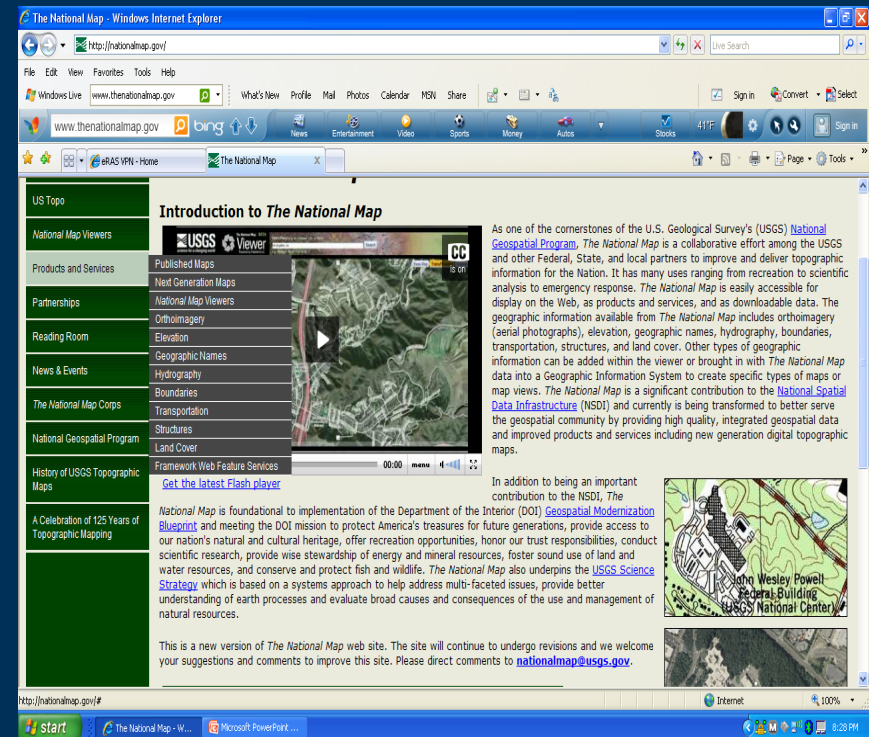 The National Map - Windows Internet Explorer
http://nationalmap.gov/
Live Search
File Edit View Favorites Tools Help
Windows Live www.thenationalmap.gov What's New Profile Mail Photos Calendar MSN Share Sign in Convert Select
www.thenationalmap.gov bing News Entertainment Video Sports Money Autos Stocks 41°F Sign in
eRAS VPN - Home The National Map X Page Tools
US Topo
National Map Viewers
Products and Services
Partnerships
Reading Room
News & Events
The National Map Corps
National Geospatial Program
History of USGS Topographic
Maps
A Celebration of 125 Years of
Topographic Mapping
Introduction to The National Map
USGS Viewer
CC
is on
Published Maps
Next Generation Maps
National Map Viewers
Orthoimagery
Elevation
Geographic Names
Hydrography
Boundaries
Transportation
Structures
Land Cover
Framework Web Feature Services
00:00 menu
Get the latest Flash player
As one of the cornerstones of the U.S. Geological Survey's (USGS) National
Geospatial Program, The National Map is a collaborative effort among the USGS
and other Federal, State, and local partners to improve and deliver topographic
information for the Nation. It has many uses ranging from recreation to scientific
analysis to emergency response. The National Map is easily accessible for
display on the Web, as products and services, and as downloadable data. The
geographic information available from The National Map includes orthoimagery
(aerial photographs), elevation, geographic names, hydrography, boundaries,
transportation, structures, and land cover. Other types of geographic
information can be added within the viewer or brought in with The National Map
data into a Geographic Information System to create specific types of maps or
map views. The National Map is a significant contribution to the National Spatial
Data Infrastructure (NSDI) and currently is being transformed to better serve
the geospatial community by providing high quality, integrated geospatial data
and improved products and services including new generation digital topographic
maps.
In addition to being an important
contribution to the NSDI, The
National Map is foundational to implementation of the Department of the Interior (DOI) Geospatial Modernization
Blueprint and meeting the DOI mission to protect America's treasures for future generations, provide access to
our nation's natural and cultural heritage, offer recreation opportunities, honor our trust responsibilities, conduct
scientific research, provide wise stewardship of energy and mineral resources, foster sound use of land and
water resources, and conserve and protect fish and wildlife. The National Map also underpins the USGS Science
Strategy which is based on a systems approach to help address multi-faceted issues, provide better
understanding of earth processes and evaluate broad causes and consequences of the use and management of
natural resources.
John Wesley Powell
Federal Building
(USGS National Center)
This is a new version of The National Map web site. The site will continue to undergo revisions and we welcome
your suggestions and comments to improve this site. Please direct comments to nationalmap@usgs.gov.
http://nationalmap.gov/# Internet 100%
start The National Map - W... Microsoft PowerPoint ... 8:28 PM